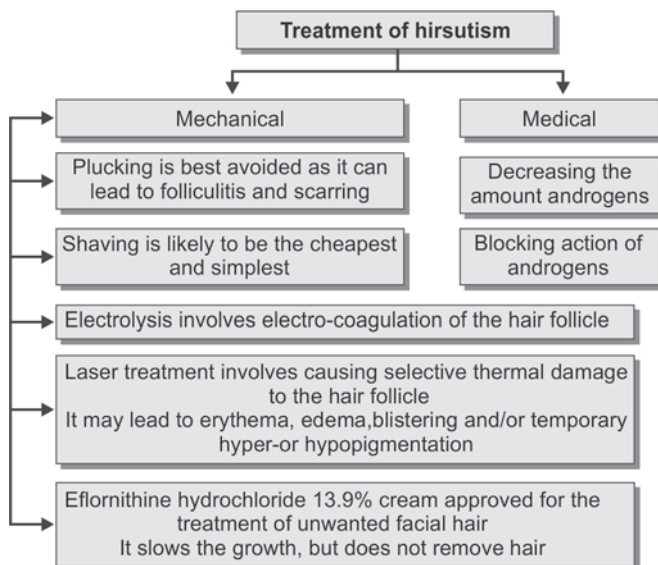 Treatment of hirsutism
Mechanical
Medical
Plucking is best avoided as it can
lead to folliculitis and scarring
Decreasing the
amount androgens
Shaving is likely to be the cheapest
and simplest
Blocking action of
androgens
Electrolysis involves electro-coagulation of the hair follicle
Laser treatment involves causing selective thermal damage
to the hair follicle
It may lead to erythema, edema,blistering and/or temporary
hyper-or hypopigmentation
Eflornithine hydrochloride 13.9% cream approved for the
treatment of unwanted facial hair
It slows the growth, but does not remove hair